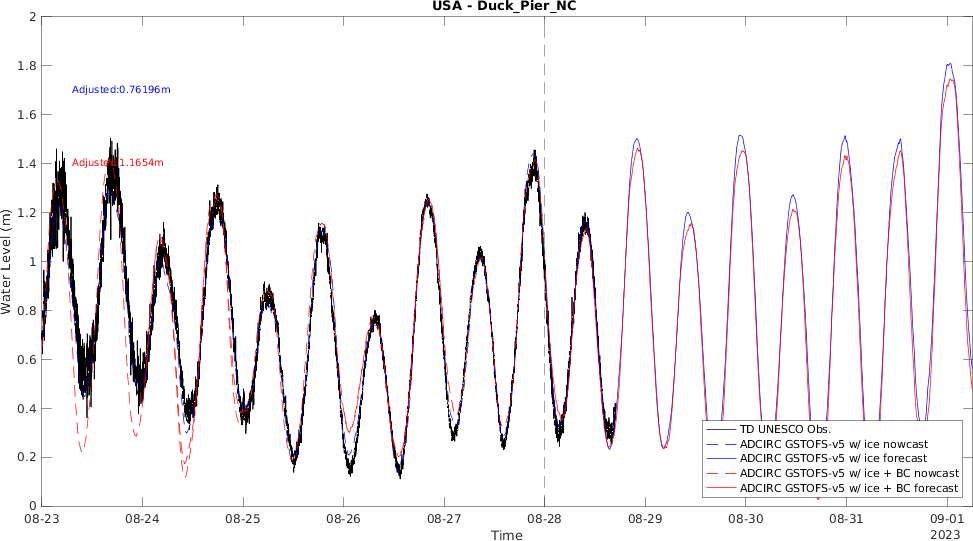 USA - Duck_Pier_NC
2
1.8
1.6
1.4
1.2
1
0.8
0.6
0.4
0.2
0
Water Level (m)
Adjusted:0.76196m
Adjusted:1.1654m
TD UNESCO Obs.
ADCIRC GSTOFS-v5 w/ ice nowcast
ADCIRC GSTOFS-v5 w/ ice forecast
ADCIRC GSTOFS-v5 w/ ice + BC nowcast
ADCIRC GSTOFS-v5 w/ ice + BC forecast
08-23 08-24 08-25 08-26 08-27 08-28 08-29 08-30 08-31 09-01
2023
Time